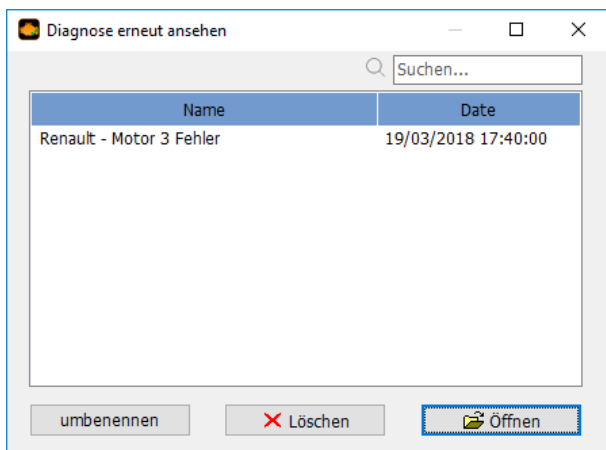 Diagnose erneut ansehen
Suchen...
Name Date
Renault - Motor 3 Fehler 19/03/2018 17:40:00
umbenennen Löschen Öffnen